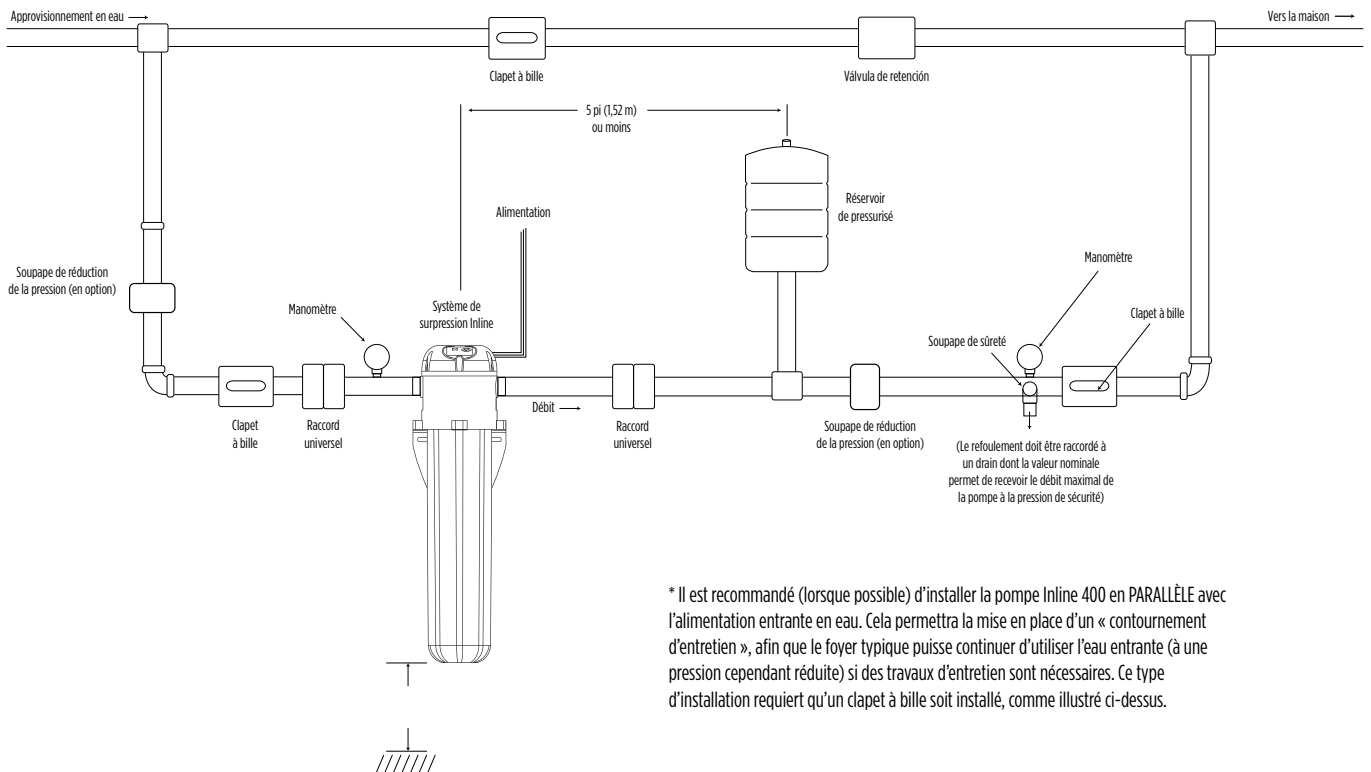 Approvisionnement en eau
Vers la maison
Clapet à bille
Válvula de retención
5 pi (1,52 m)
ou moins
Alimentation
Réservoir
de pressurisé
Soupape de réduction
de la pression (en option)
Manomètre
Système de
surpression Inline
Manomètre
Clapet à bille
Soupape de sûreté
Débit
Clapet
à bille
Raccord
universel
Raccord
universel
Soupape de réduction
de la pression (en option)
(Le refoulement doit être raccordé à
un drain dont la valeur nominale
permet de recevoir le débit maximal de
la pompe à la pression de sécurité)
* Il est recommandé (lorsque possible) d’installer la pompe Inline 400 en PARALLÈLE avec
l’alimentation entrante en eau. Cela permettra la mise en place d’un « contournement
d’entretien », afin que le foyer typique puisse continuer d’utiliser l’eau entrante (à une
pression cependant réduite) si des travaux d’entretien sont nécessaires. Ce type
d’installation requiert qu’un clapet à bille soit installé, comme illustré ci-dessus.